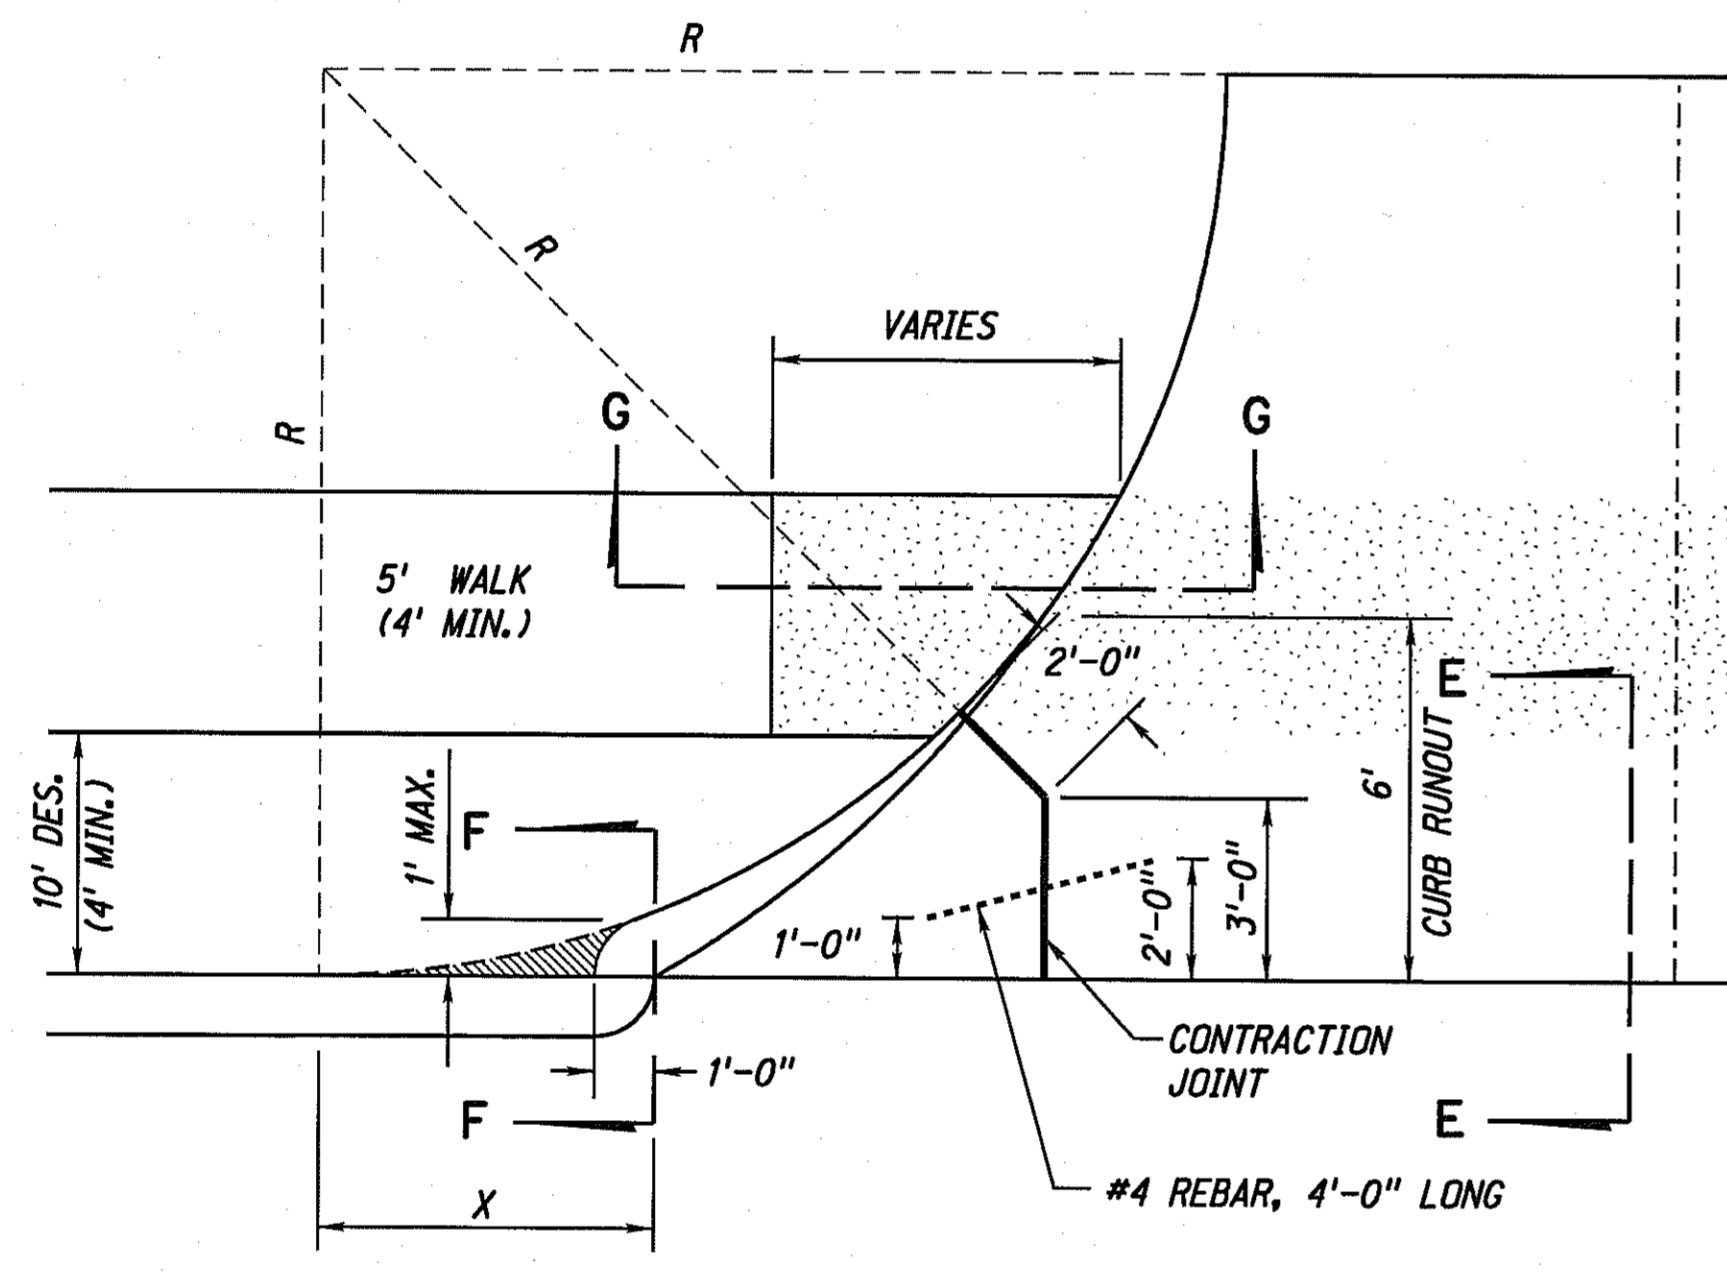 R
R
VARIES
G
G
R
5' WALK
(4' MIN.)
2'-0"
E
10' DES.
(4' MIN.)
1' MAX.
F
6'
CURB RUNOUT
1'-0"
2'-0"
3'-0"
CONTRACTION
JOINT
1'-0"
F
E
X
#4 REBAR, 4'-0" LONG